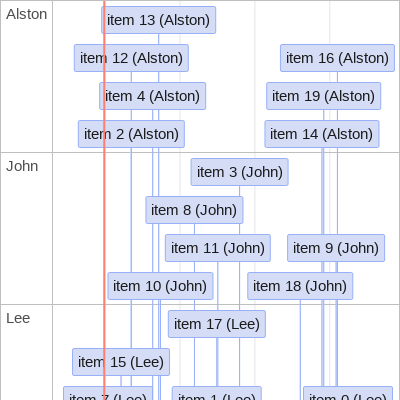 Alston
item 13 (Alston)
item 12 (Alston)
item 16 (Alston)
item 4 (Alston)
item 19 (Alston)
item 2 (Alston)
item 14 (Alston)
John
item 3 (John)
item 8 (John)
item 11 (John)
item 9 (John)
item 10 (John)
item 18 (John)
Lee
item 17 (Lee)
item 15 (Lee)
item 7 (Lee)
item 1 (Lee)
item 0 (Lee)